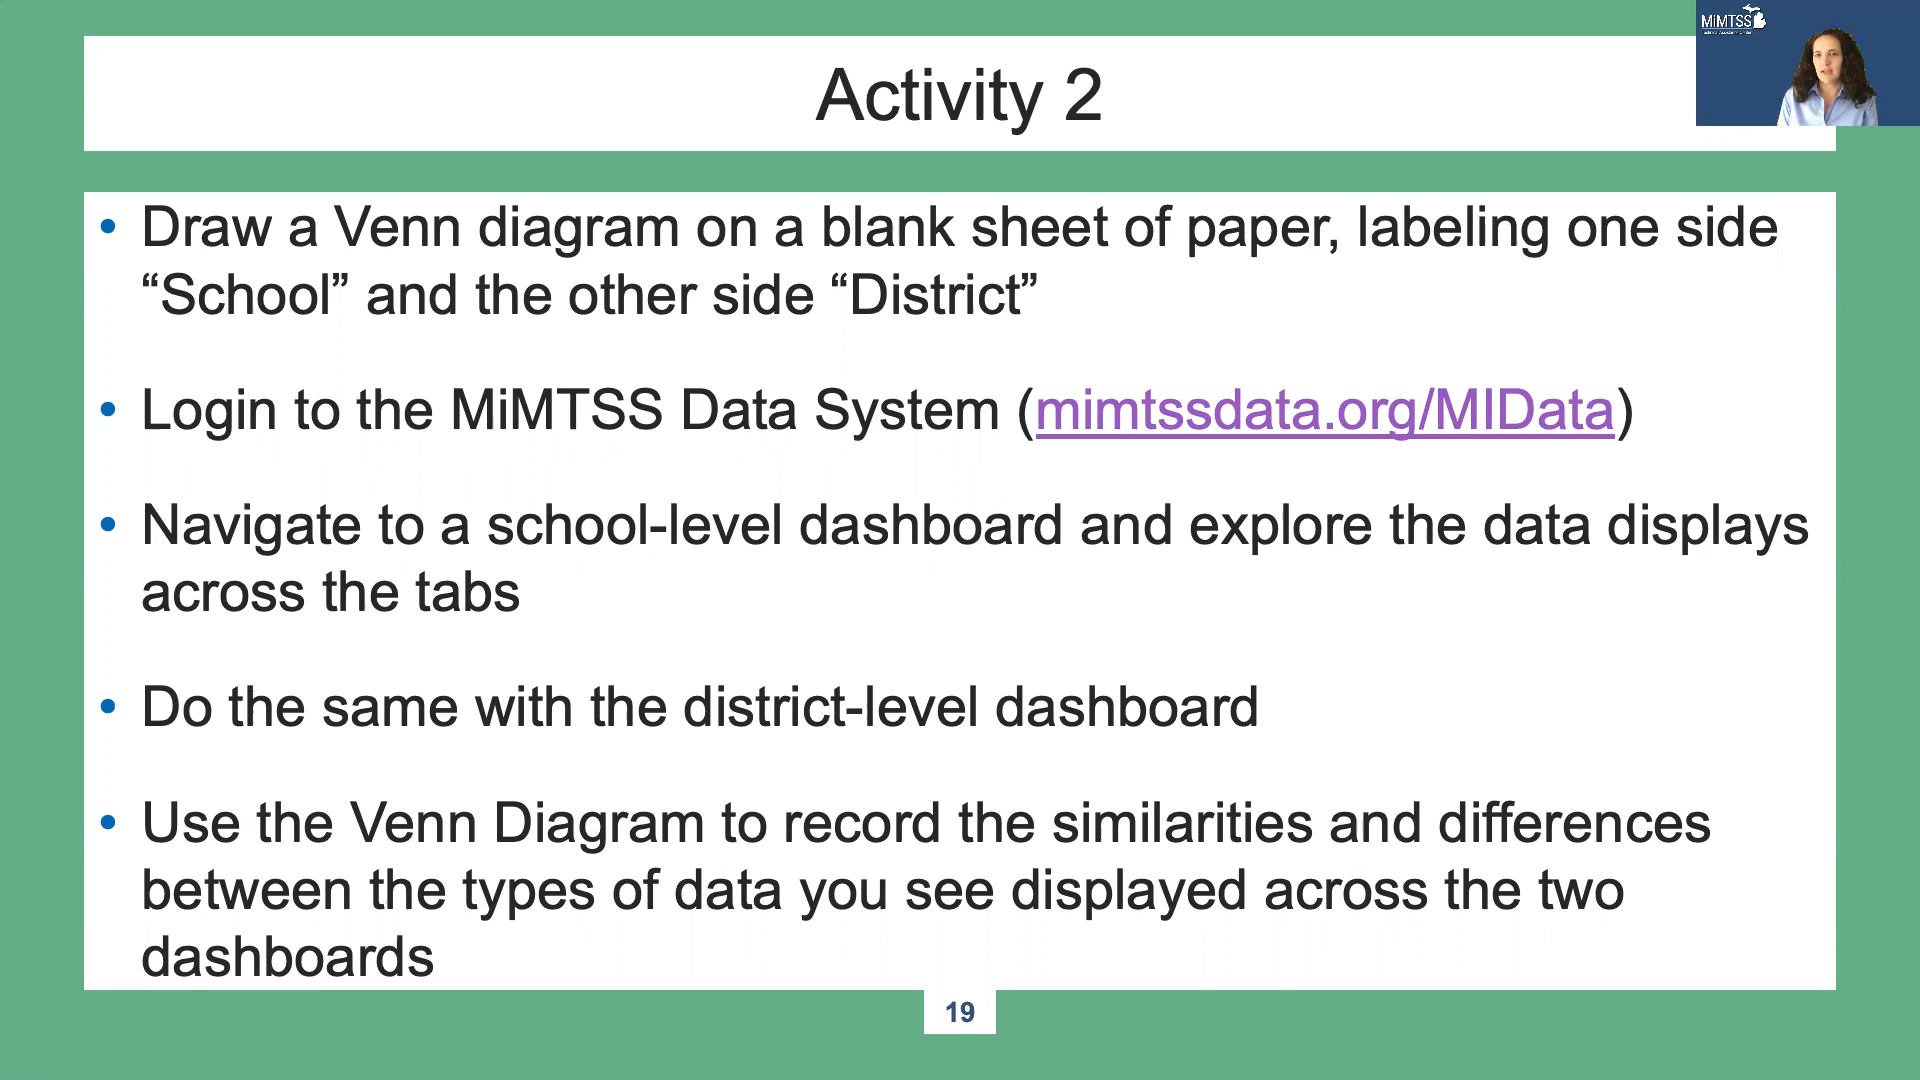 MiMTSS
Technical Assistance Center
Activity 2
• Draw a Venn diagram on a blank sheet of paper, labeling one side
“School” and the other side “District”
• Login to the MiMTSS Data System (mimtssdata.org/MIData)
• Navigate to a school-level dashboard and explore the data displays
across the tabs
• Do the same with the district-level dashboard
• Use the Venn Diagram to record the similarities and differences
between the types of data you see displayed across the two
dashboards
19